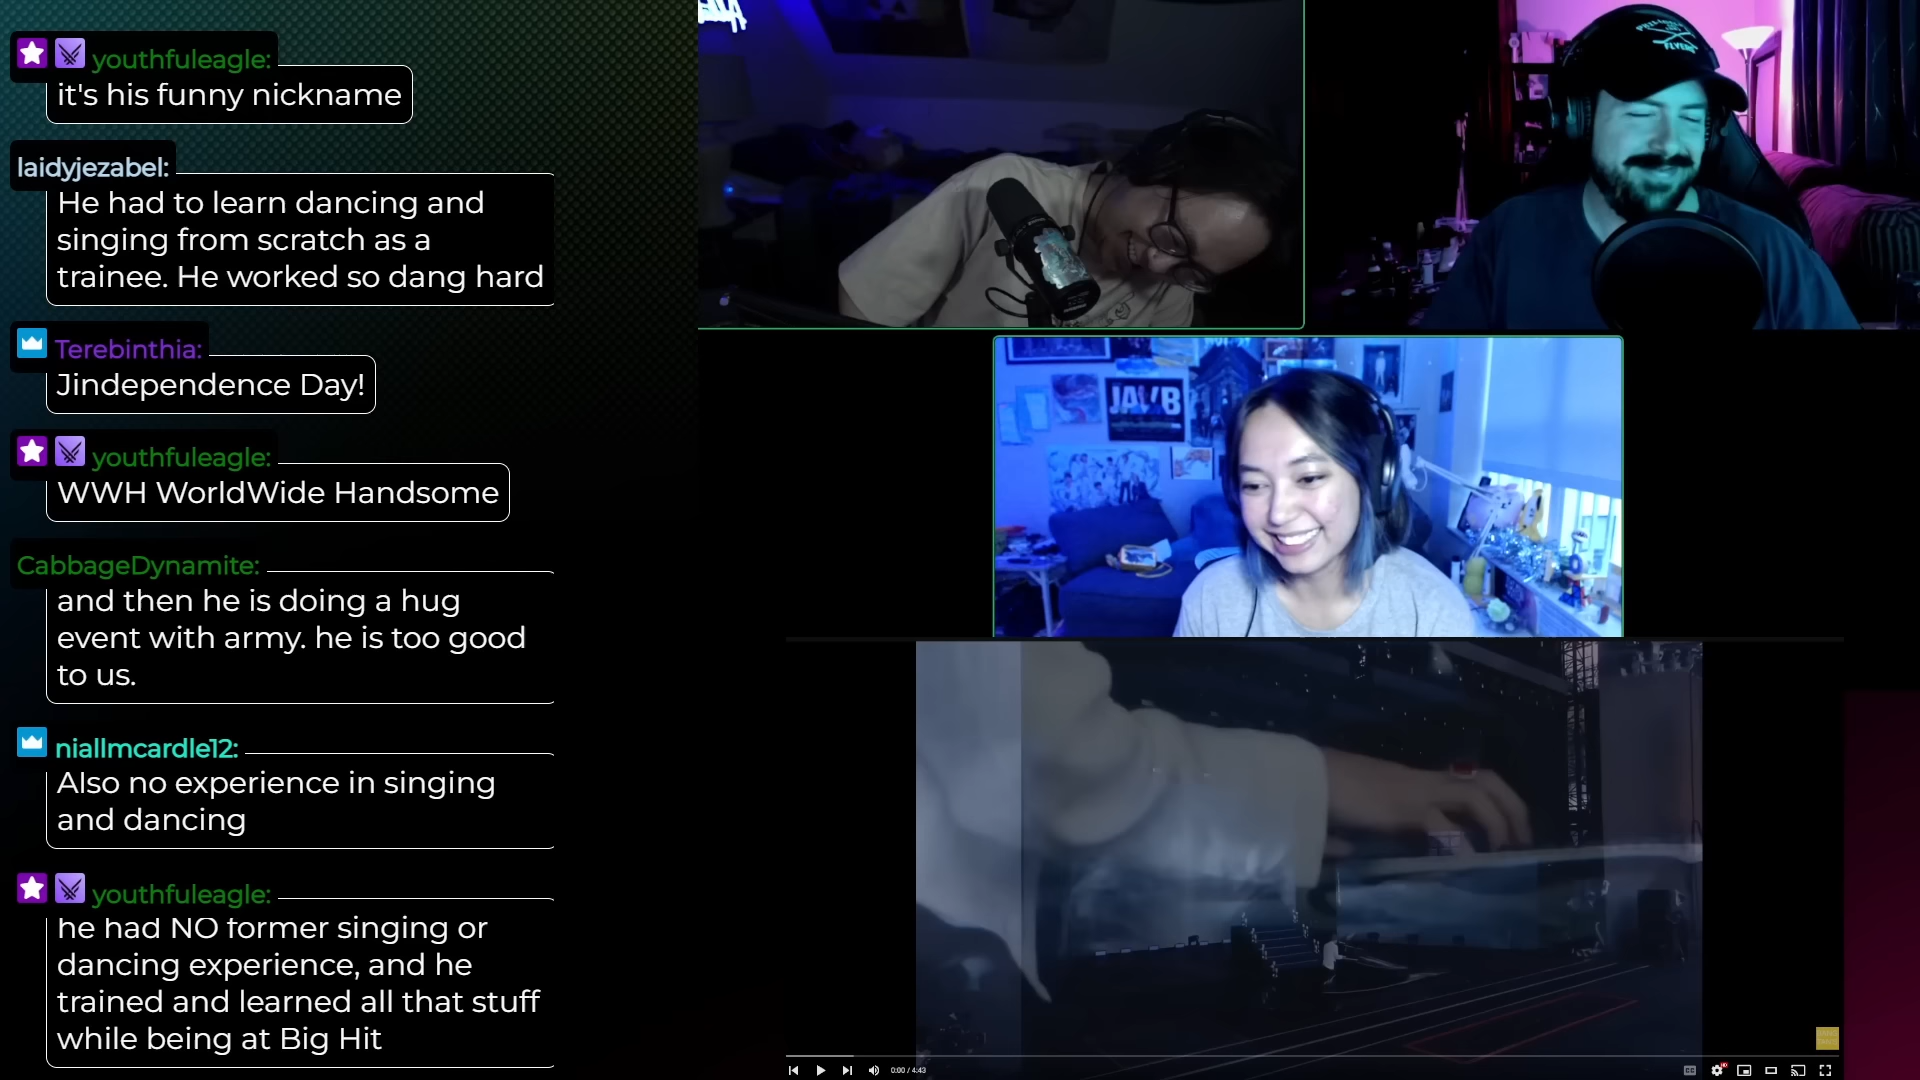 youthfuleagle:
it's his funny nickname
laidyjezabel:
He had to learn dancing and
singing from scratch as a
trainee. He worked so dang hard
Terebinthia:
Jindependence Day!
youthfuleagle:
WWH WorldWide Handsome
CabbageDynamite:
and then he is doing a hug
event with army. he is too good
to us.
niallmcardle12:
Also no experience in singing
and dancing
youthfuleagle:
he had NO former singing or
dancing experience, and he
trained and learned all that stuff
while being at Big Hit
FLYERS
0:00 / 4:43